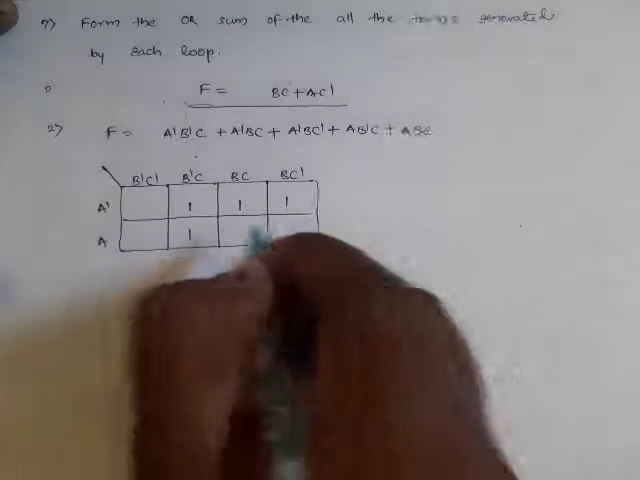 7) Form the OR sum of the all the terms generated
by each loop.
F = BC + AC'
2) F = A'B'C + A'BC + A'BC' + AB'C + ABC
B'C' B'C BC BC'
A' 1 1 1
A 1